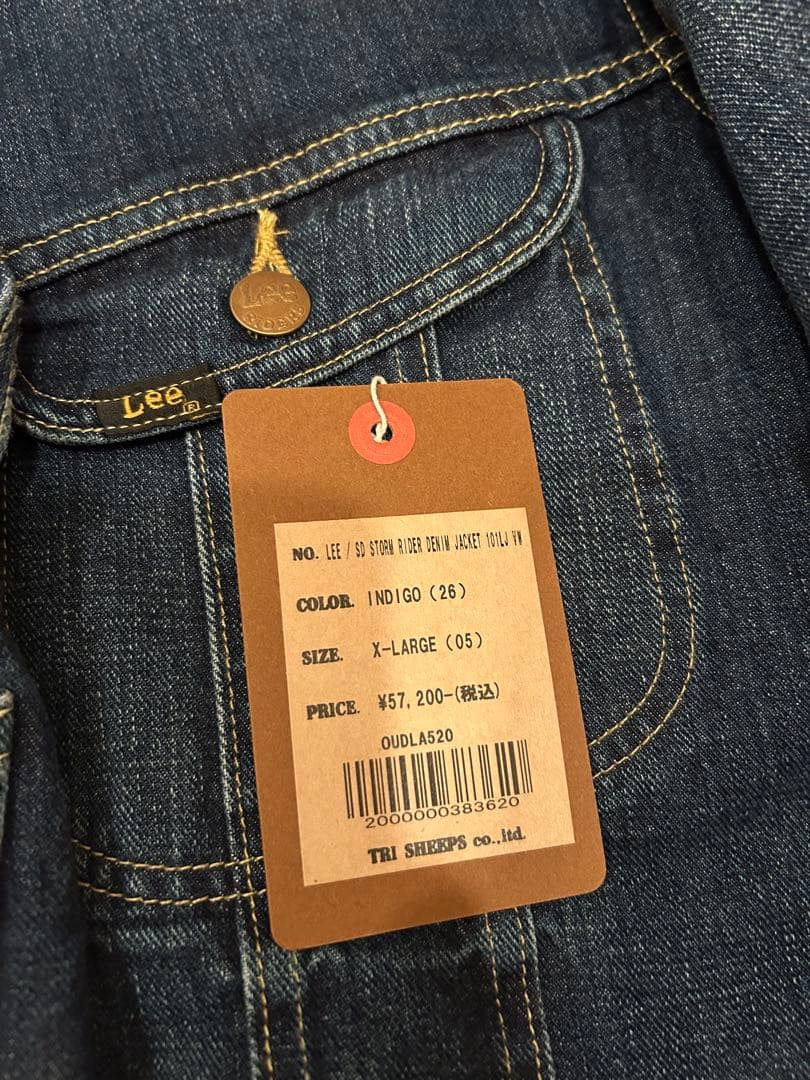 Lee
Lee
®
NO. LEE / SD STORM RIDER DENIM JACKET 101LJ VW
COLOR. INDIGO (26)
SIZE. X-LARGE (05)
PRICE. ¥57,200-(税込)
OUDLA520
2000000383620
TRI SHEEPS co.,ltd.